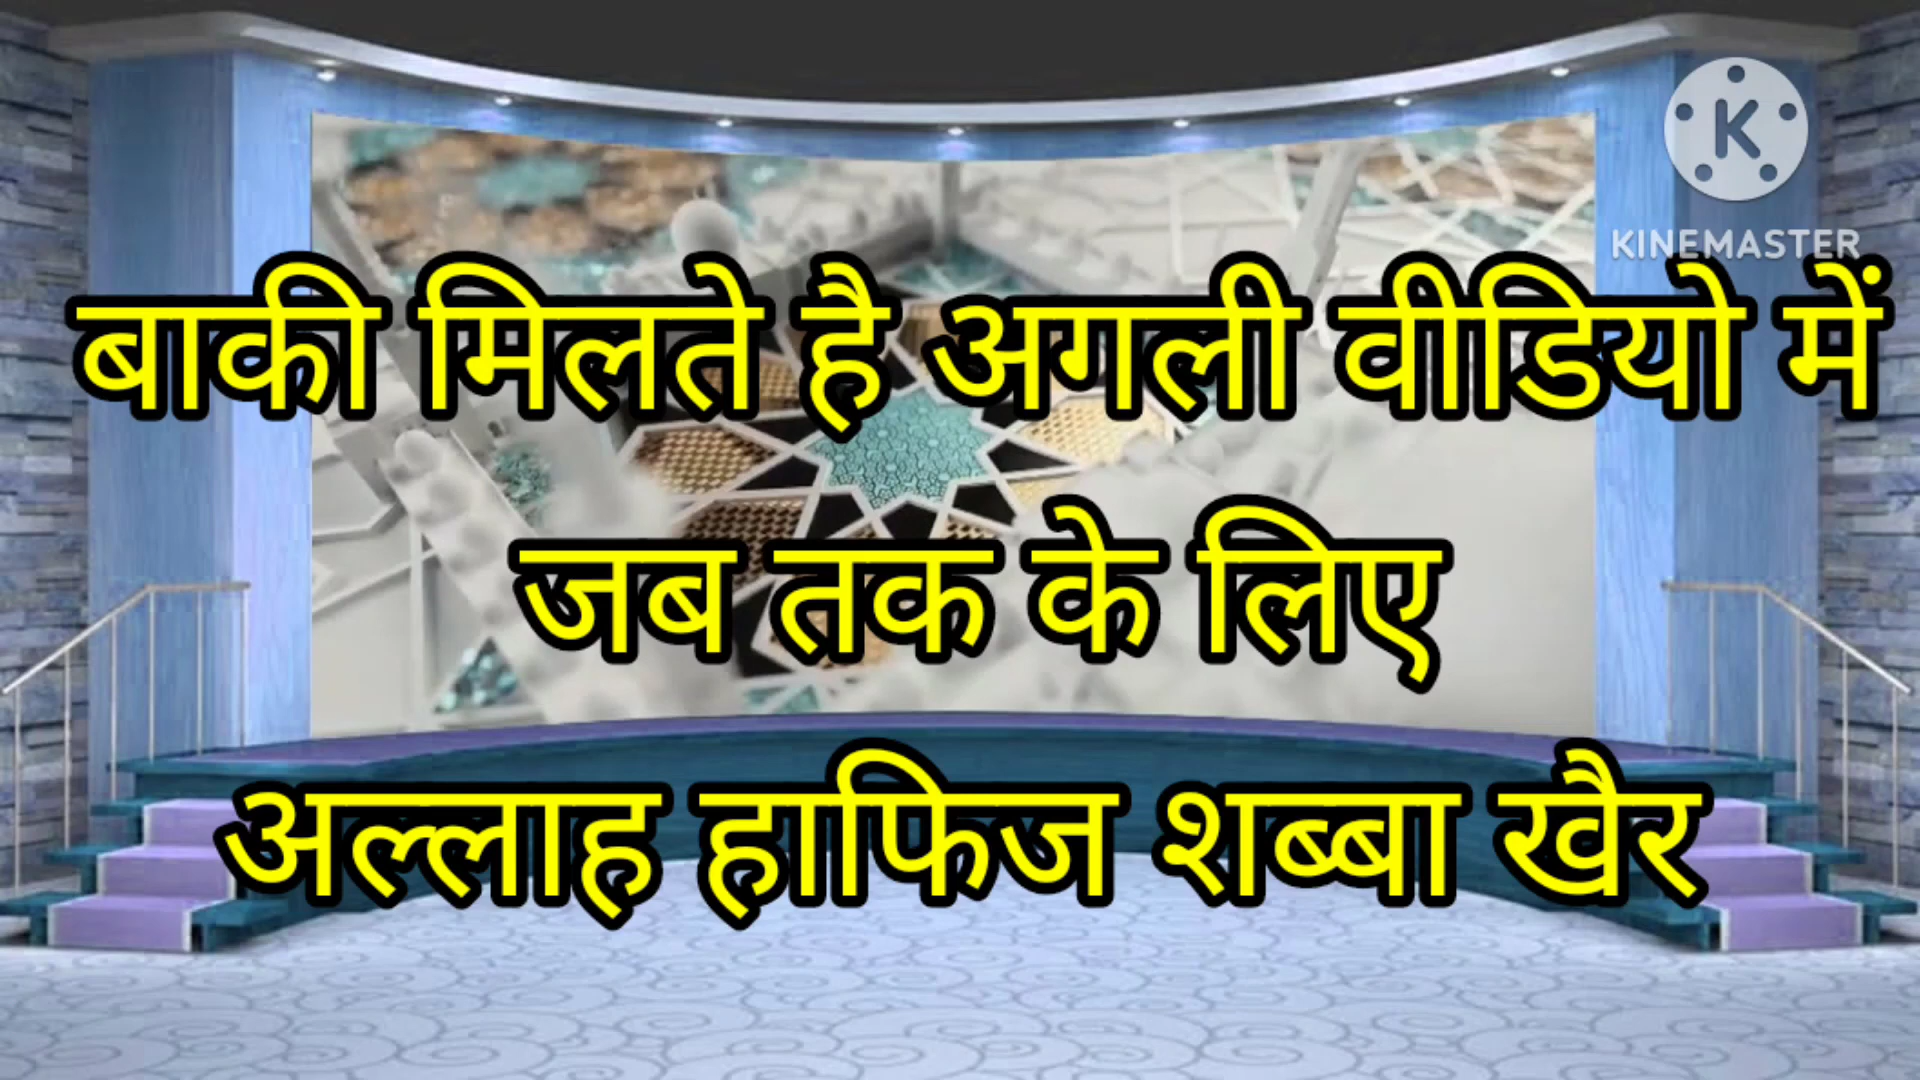 KINEMASTER
बाकी मिलते है अगली वीडियो में
जब तक के लिए
अल्लाह हाफिज शब्बा खैर